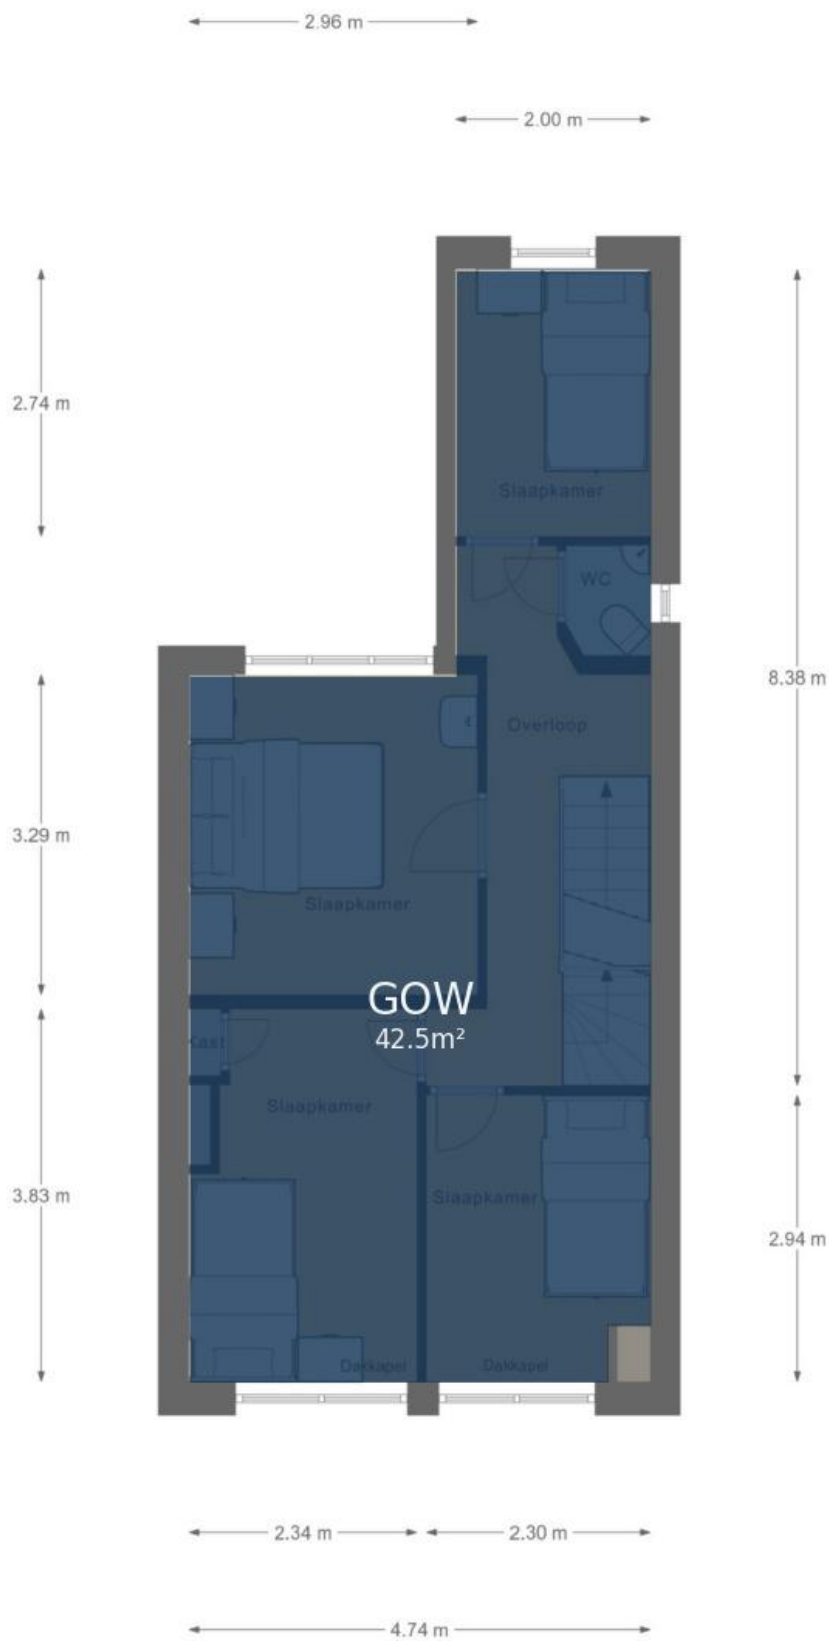 2.96 m
2.00 m
2.74 m
Slaapkamer
WC
8.38 m
Overloop
3.29 m
Slaapkamer
GOW
42.5m²
Kast
Slaapkamer
3.83 m
Slaapkamer
2.94 m
Dakkapel
Dakkapel
2.34 m
2.30 m
4.74 m